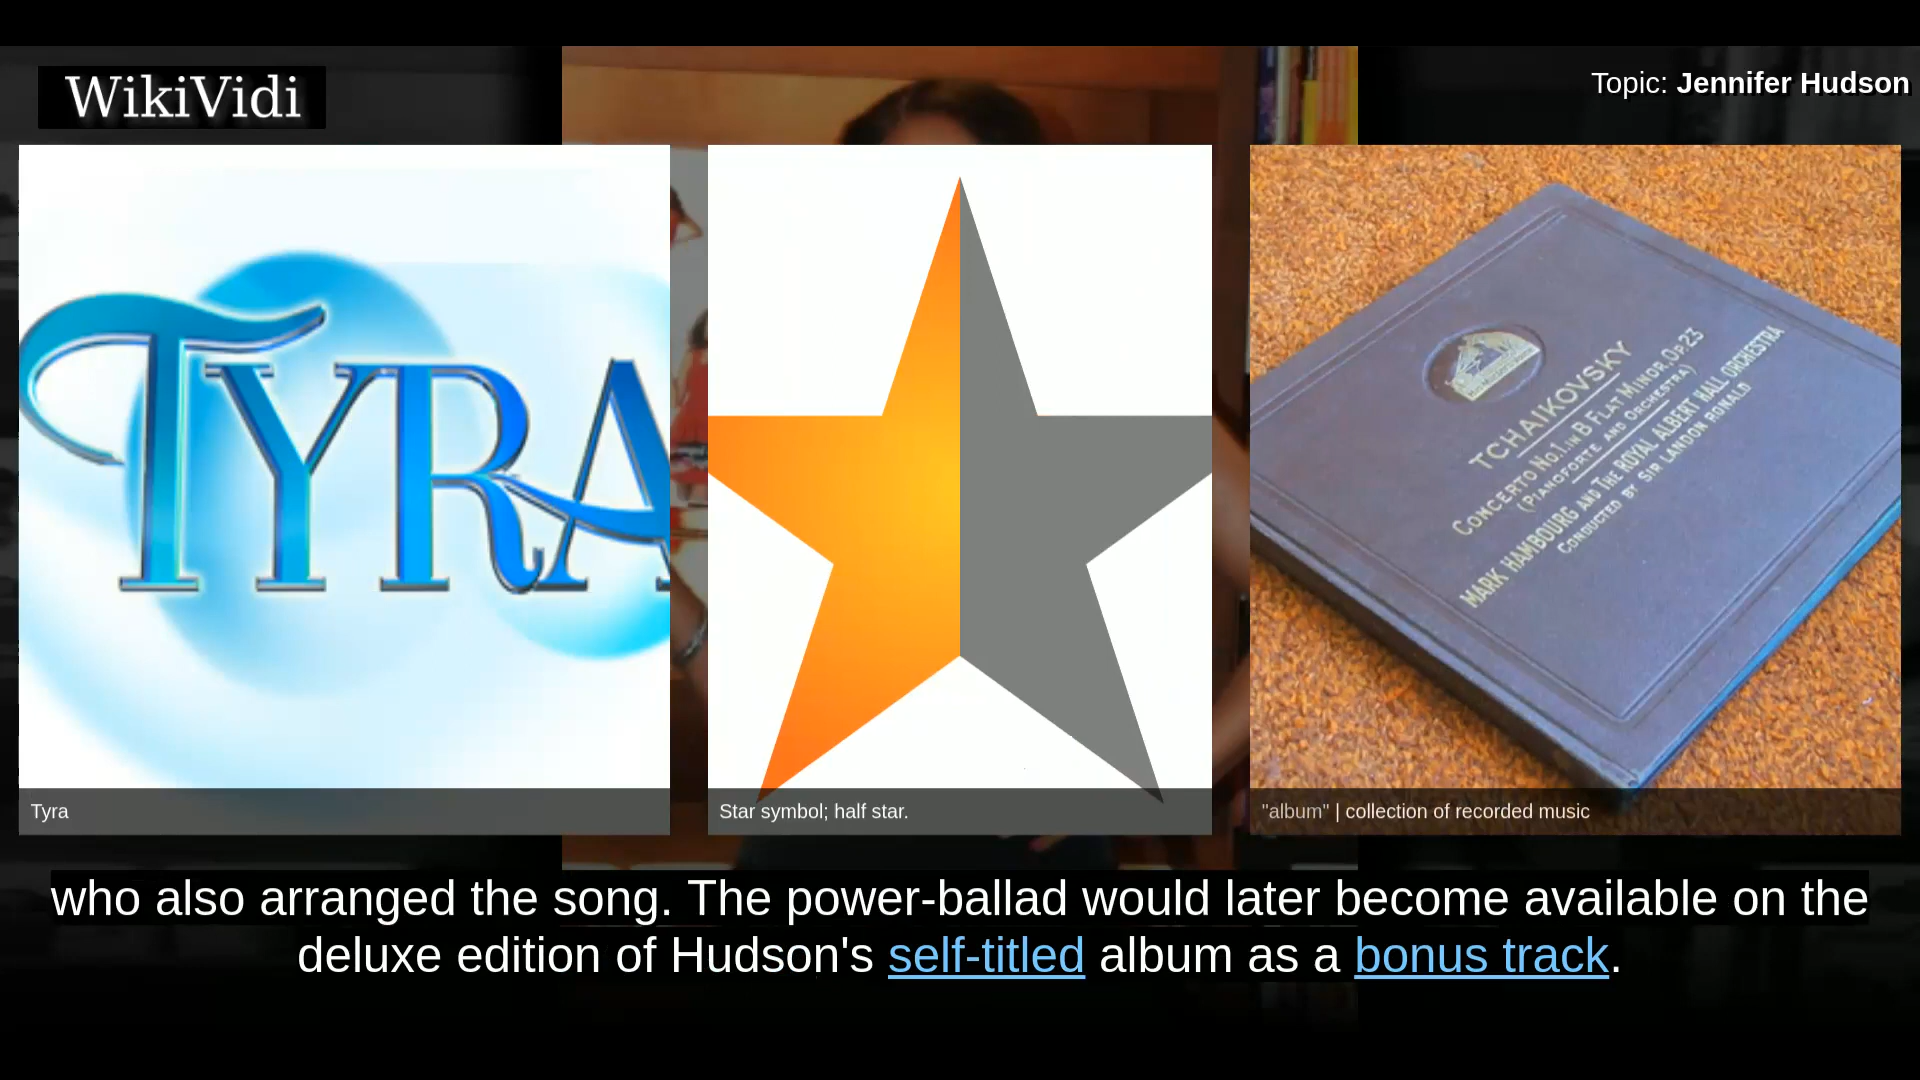 WikiVidi
Topic: Jennifer Hudson
TYRA
TCHAIKOVSKY
CONCERTO NO.1. IN B FLAT MINOR, OP.23
(PIANOFORTE AND ORCHESTRA)
MARK HAMBOURG AND THE ROYAL ALBERT HALL ORCHESTRA
CONDUCTED BY SIR LANDON RONALD
Tyra
Star symbol; half star.
"album" | collection of recorded music
who also arranged the song. The power-ballad would later become available on the
deluxe edition of Hudson's self-titled album as a bonus track.